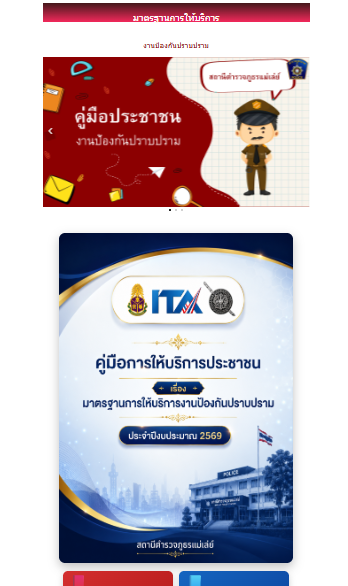 มาตรฐานการให้บริการ
งานป้องกันปราบปราม
สถานีตำรวจภูธรแม่เล่ย์
คู่มือประชาชน
งานป้องกันปราบปราม
ITA
คู่มือการให้บริการประชาชน
เรื่อง
มาตรฐานการให้บริการงานป้องกันปราบปราม
ประจำปีงบประมาณ 2569
POLICE
สถานีตำรวจภูธรแม่เล่ย์